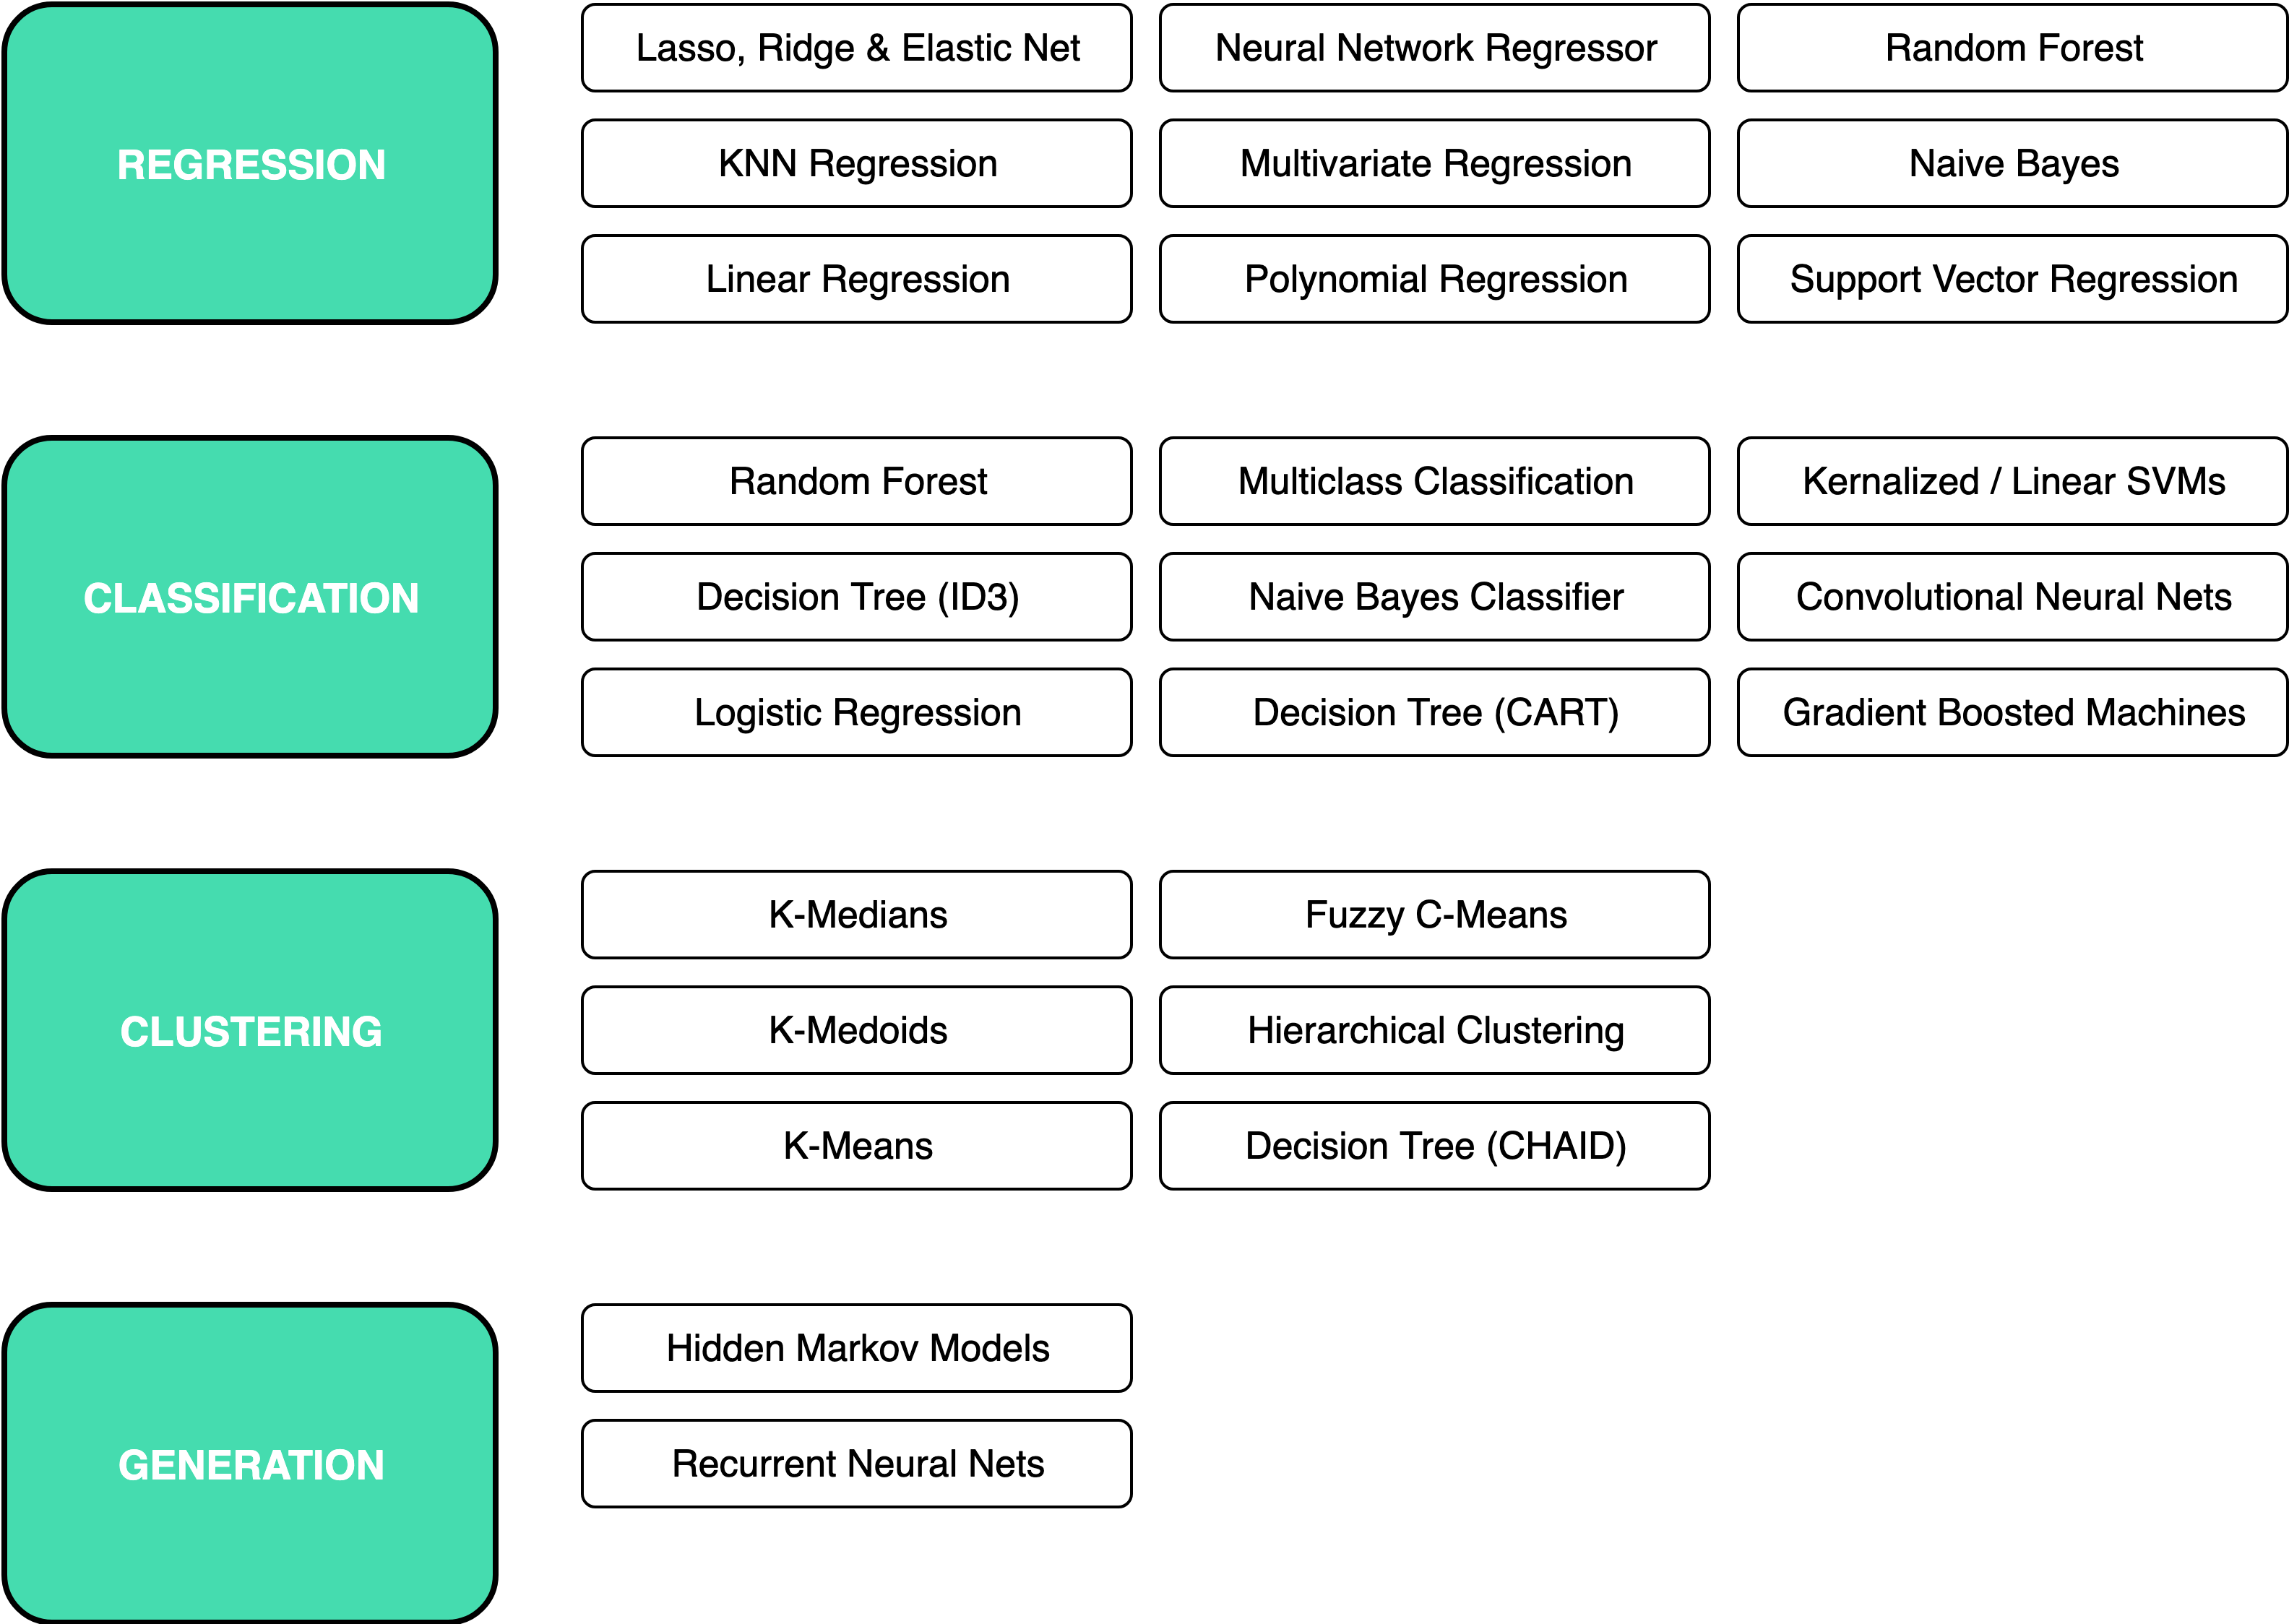 REGRESSION
Lasso, Ridge & Elastic Net
Neural Network Regressor
Random Forest
KNN Regression
Multivariate Regression
Naive Bayes
Linear Regression
Polynomial Regression
Support Vector Regression
CLASSIFICATION
Random Forest
Multiclass Classification
Kernalized / Linear SVMs
Decision Tree (ID3)
Naive Bayes Classifier
Convolutional Neural Nets
Logistic Regression
Decision Tree (CART)
Gradient Boosted Machines
CLUSTERING
K-Medians
Fuzzy C-Means
K-Medoids
Hierarchical Clustering
K-Means
Decision Tree (CHAID)
GENERATION
Hidden Markov Models
Recurrent Neural Nets